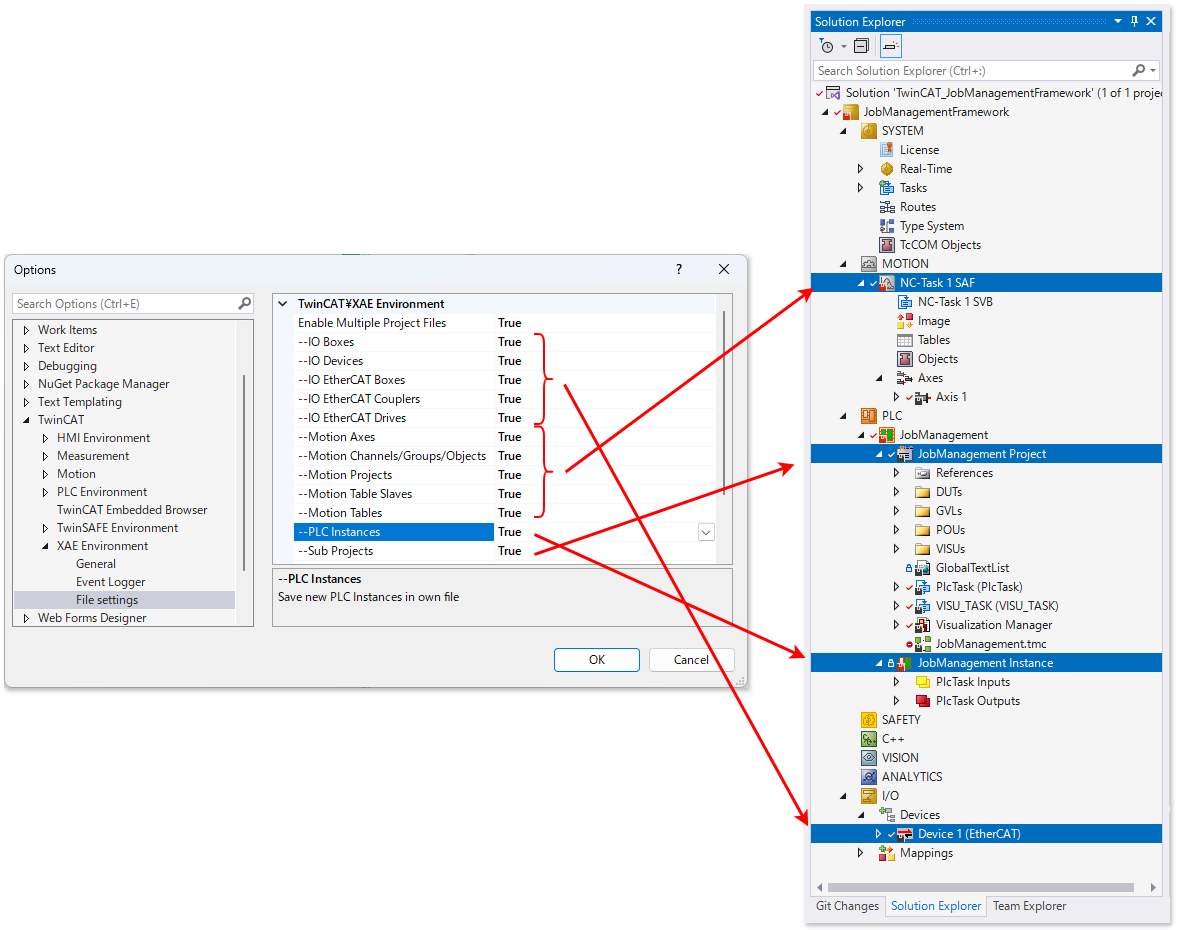 Options
?
Search Options (Ctrl+E)
Work Items
Text Editor
Debugging
NuGet Package Manager
Text Templating
TwinCAT
HMI Environment
Measurement
Motion
PLC Environment
TwinCAT Embedded Browser
TwinSAFE Environment
XAE Environment
General
Event Logger
File settings
Web Forms Designer
TwinCAT¥XAE Environment
Enable Multiple Project Files True
--IO Boxes True
--IO Devices True
--IO EtherCAT Boxes True
--IO EtherCAT Couplers True
--IO EtherCAT Drives True
--Motion Axes True
--Motion Channels/Groups/Objects True
--Motion Projects True
--Motion Table Slaves True
--Motion Tables True
--PLC Instances True
--Sub Projects True
--PLC Instances
Save new PLC Instances in own file
OK Cancel
Solution Explorer
Search Solution Explorer (Ctrl+:)
Solution 'TwinCAT_JobManagementFramework' (1 of 1 projec
JobManagementFramework
SYSTEM
License
Real-Time
Tasks
Routes
Type System
TcCOM Objects
MOTION
NC-Task 1 SAF
NC-Task 1 SVB
Image
Tables
Objects
Axes
Axis 1
PLC
JobManagement
JobManagement Project
References
DUTs
GVLs
POUs
VISUs
GlobalTextList
PlcTask (PlcTask)
VISU_TASK (VISU_TASK)
Visualization Manager
JobManagement.tmc
JobManagement Instance
PlcTask Inputs
PlcTask Outputs
SAFETY
C++
VISION
ANALYTICS
I/O
Devices
Device 1 (EtherCAT)
Mappings
Git Changes Solution Explorer Team Explorer